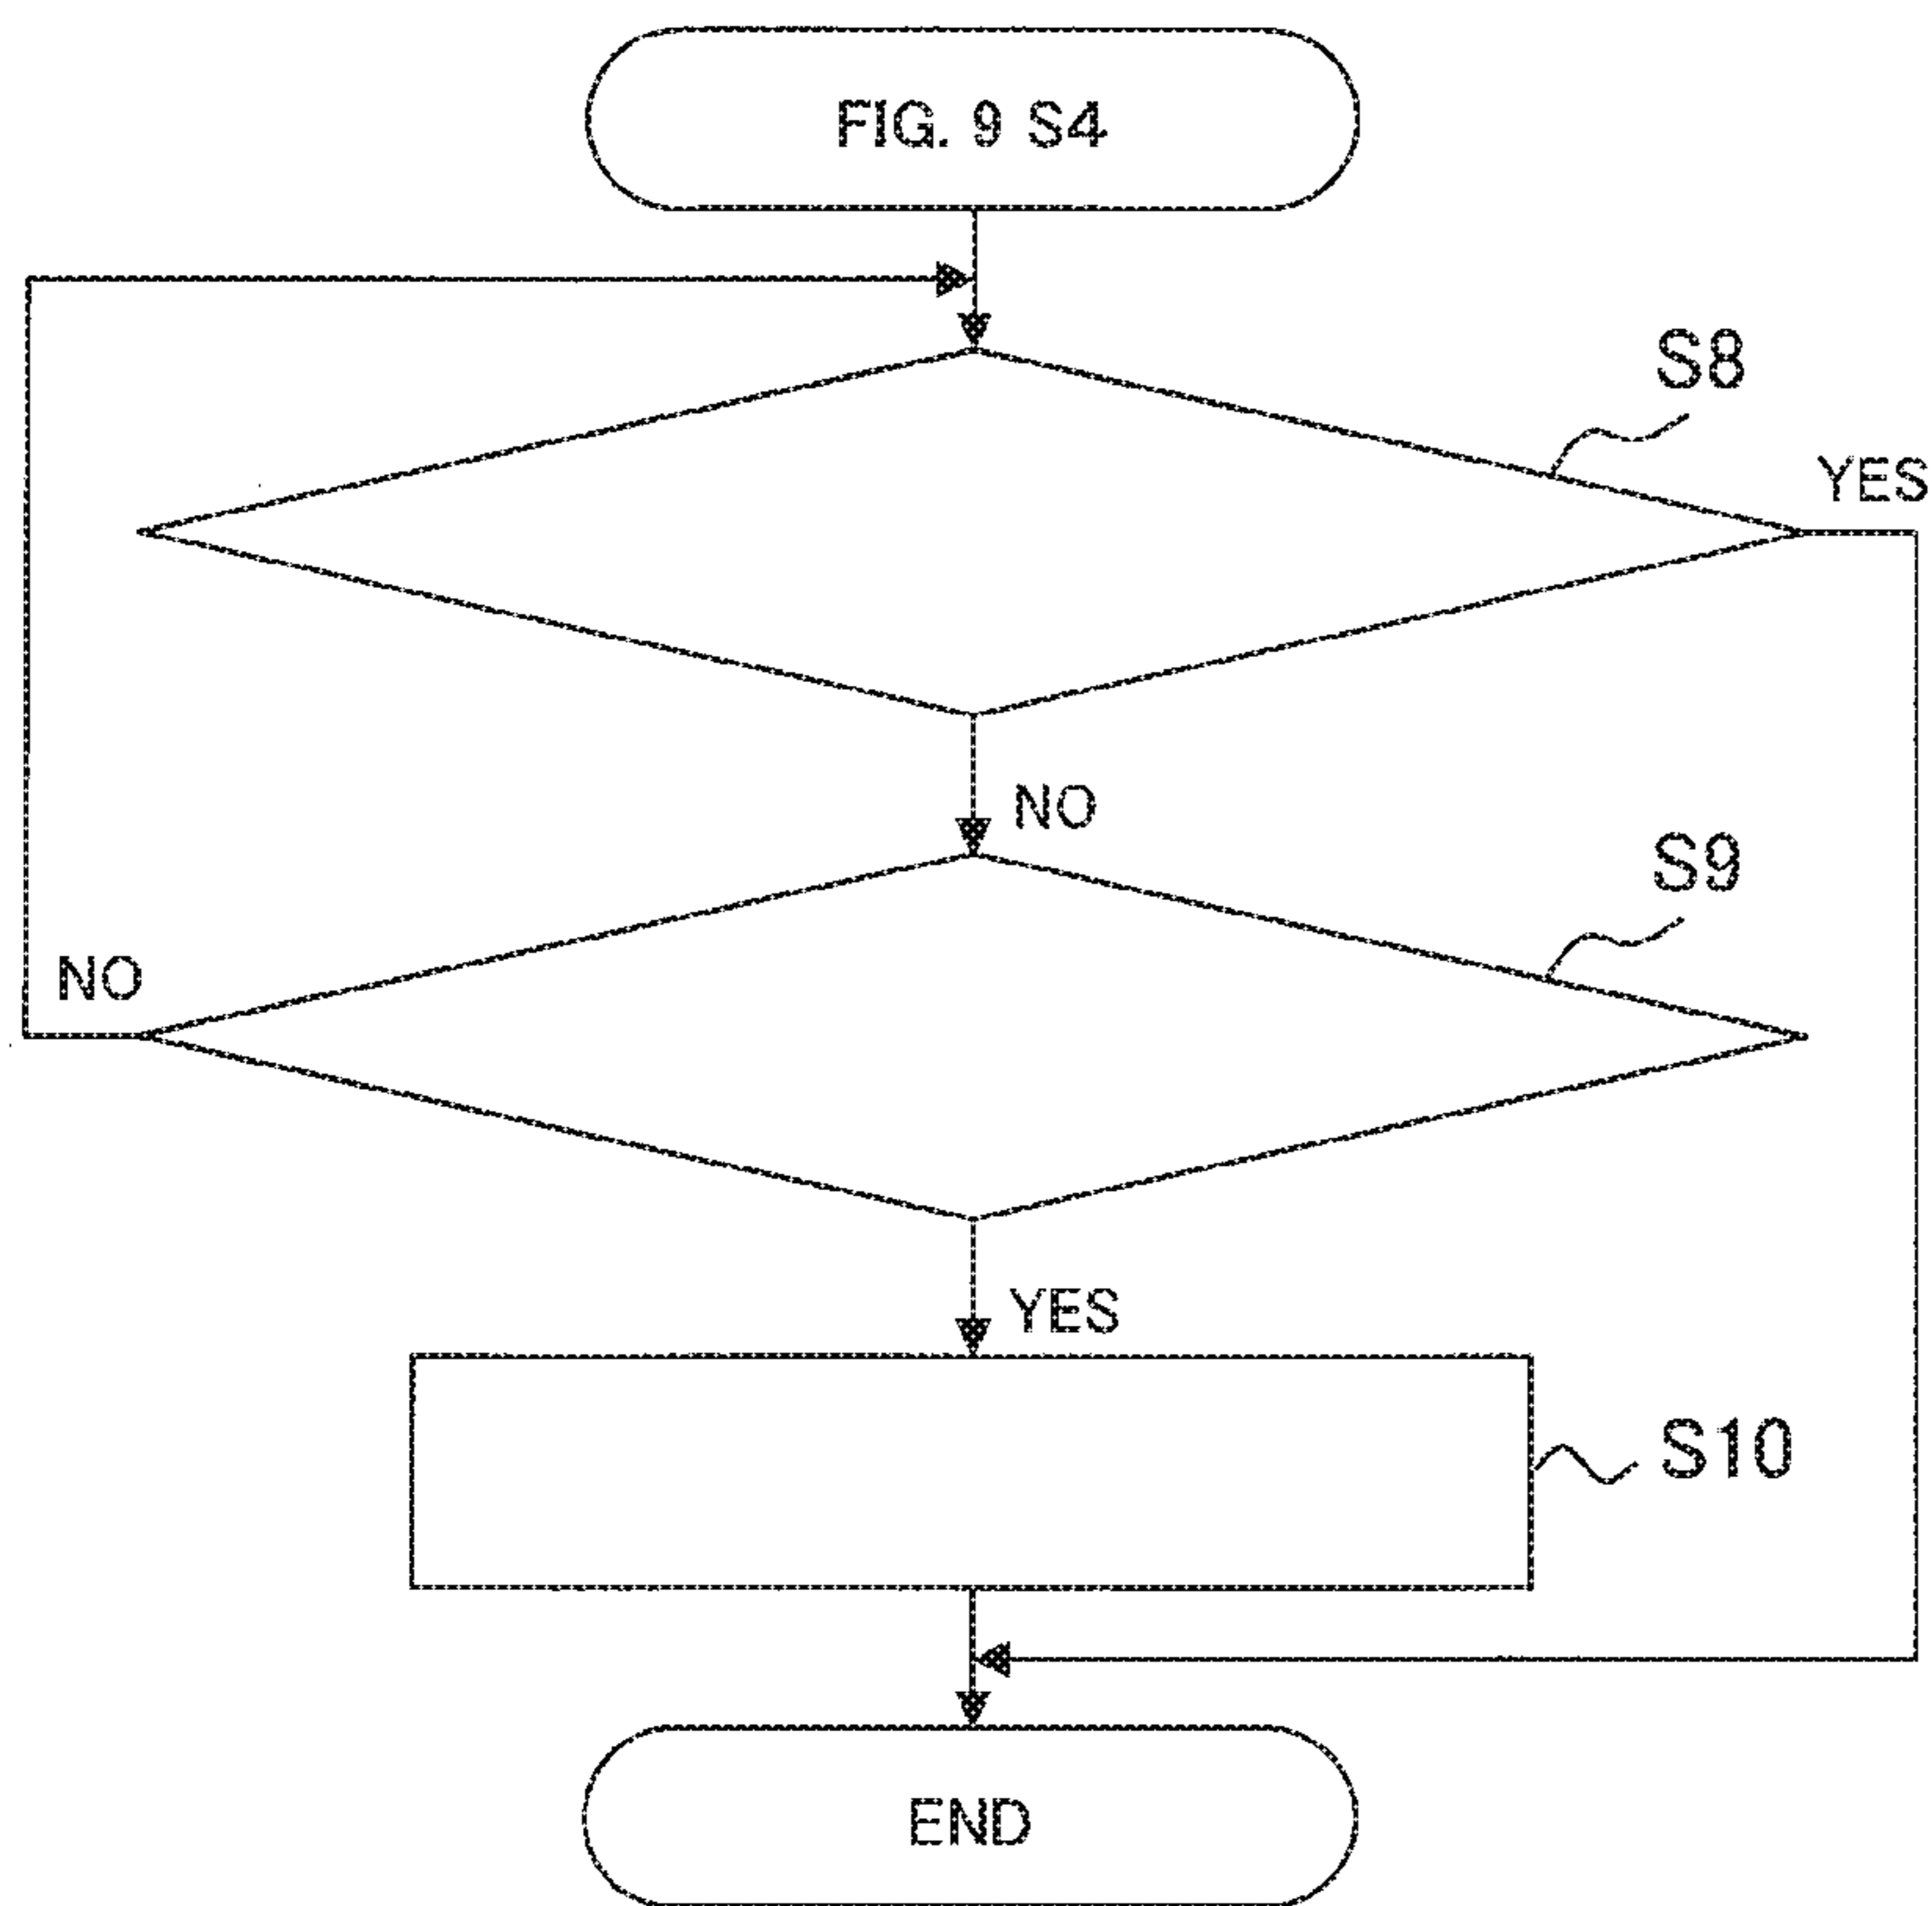 FIG. 9 S4
S8
YES
NO
S9
NO
YES
S10
END